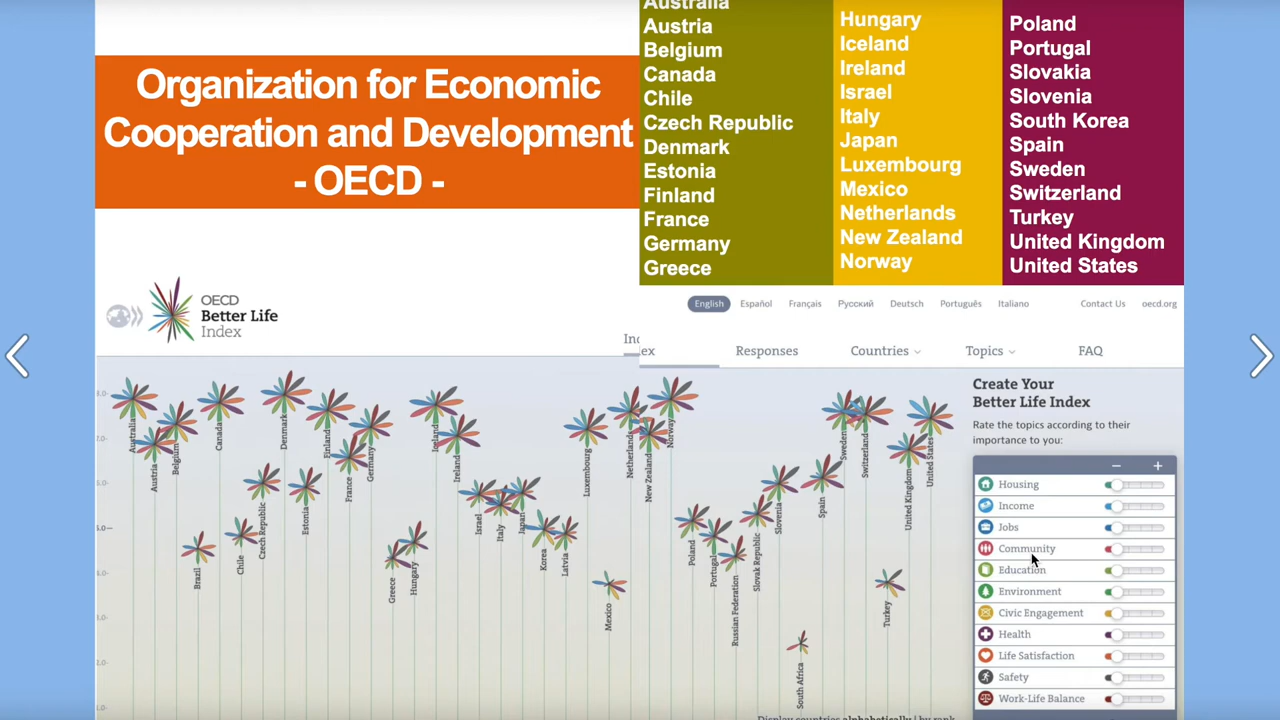 Organization for Economic
Cooperation and Development
- OECD -
Australia
Austria
Belgium
Canada
Chile
Czech Republic
Denmark
Estonia
Finland
France
Germany
Greece
Hungary
Iceland
Ireland
Israel
Italy
Japan
Luxembourg
Mexico
Netherlands
New Zealand
Norway
Poland
Portugal
Slovakia
Slovenia
South Korea
Spain
Sweden
Switzerland
Turkey
United Kingdom
United States
OECD
Better Life
Index
English Español Français Русский Deutsch Português Italiano Contact Us oecd.org
Ind
ex Responses Countries Topics FAQ
Australia
Austria
Belgium
Brazil
Canada
Chile
Czech Republic
Denmark
Estonia
Finland
France
Germany
Greece
Hungary
Iceland
Ireland
Israel
Italy
Japan
Korea
Latvia
Luxembourg
Mexico
Netherlands
New Zealand
Norway
Poland
Portugal
Russian Federation
Slovak Republic
Slovenia
South Africa
Spain
Sweden
Switzerland
Turkey
United Kingdom
United States
Create Your
Better Life Index
Rate the topics according to their
importance to you:
− +
Housing
Income
Jobs
Community
Education
Environment
Civic Engagement
Health
Life Satisfaction
Safety
Work-Life Balance
Display countries alphabetically | by rank